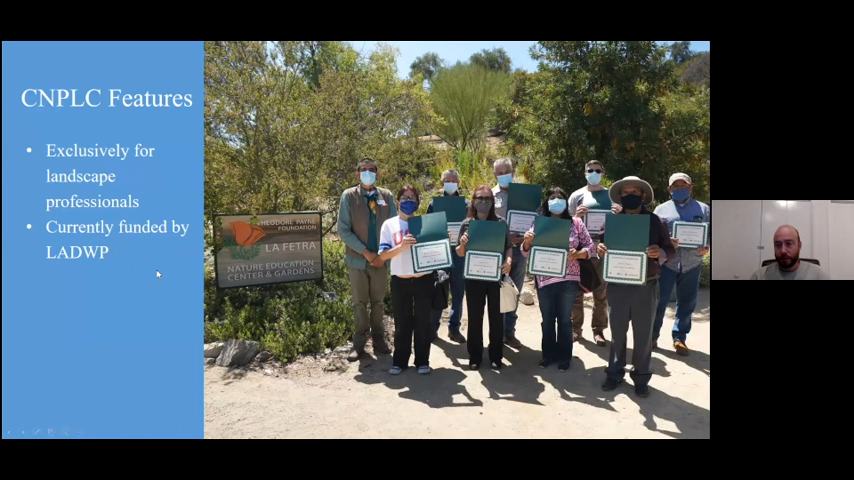 CNPLC Features
• Exclusively for
landscape
professionals
• Currently funded by
LADWP
THEODORE PAYNE
FOUNDATION
LA FETRA
NATURE EDUCATION
CENTER & GARDENS